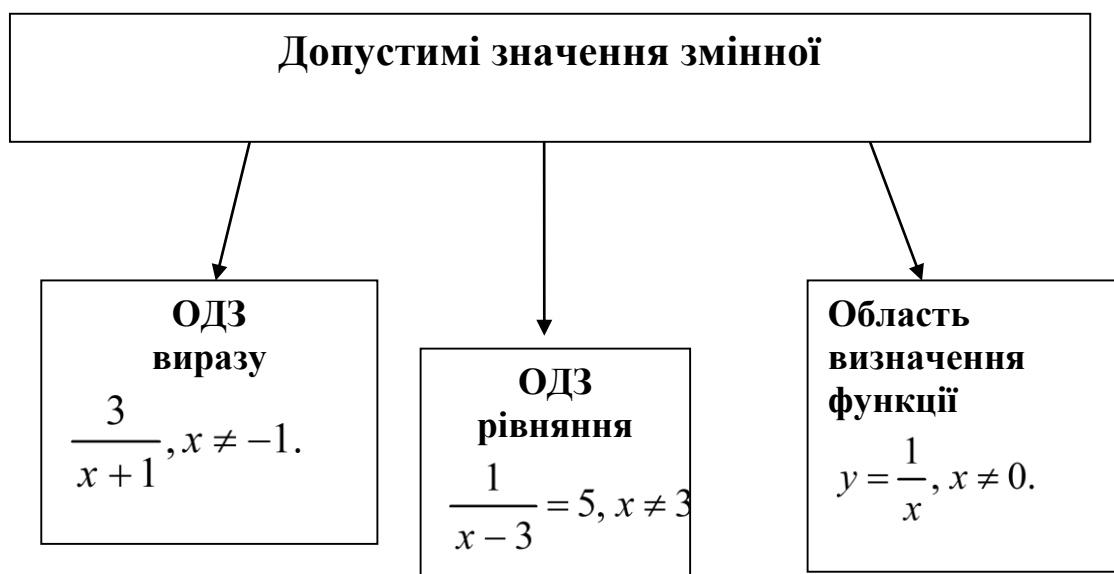 Допустимі значення змінної
ОДЗ
виразу
3/(x + 1), x ≠ −1.
ОДЗ
рівняння
1/(x − 3) = 5, x ≠ 3
Область
визначення
функції
y = 1/x, x ≠ 0.